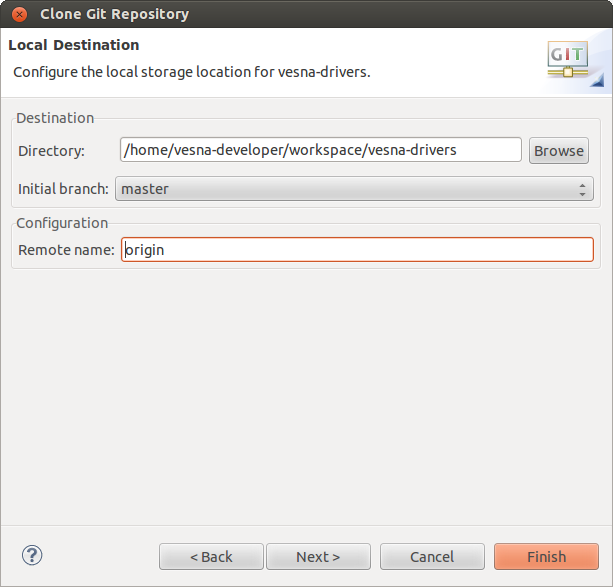 Clone Git Repository
Local Destination
Configure the local storage location for vesna-drivers.
GIT
Destination
Directory: /home/vesna-developer/workspace/vesna-drivers Browse
Initial branch: master
Configuration
Remote name: origin
? < Back Next > Cancel Finish